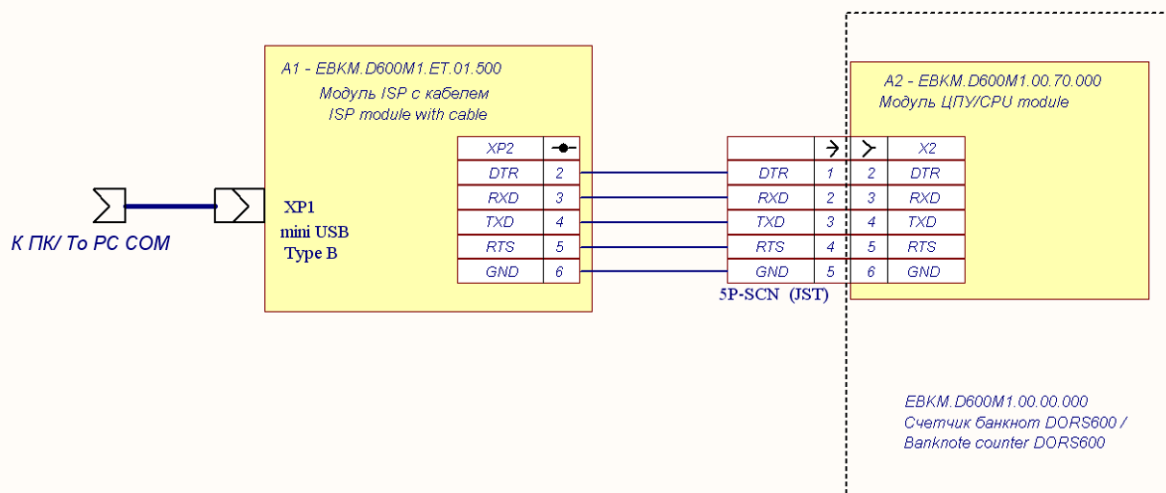 A1 - EBKM.D600M1.ET.01.500
Модуль ISP с кабелем
ISP module with cable
XP2
DTR 2
RXD 3
TXD 4
RTS 5
GND 6
XP1
mini USB
Type B
К ПК/ To PC COM
DTR 1
RXD 2
TXD 3
RTS 4
GND 5
5P-SCN (JST)
A2 - EBKM.D600M1.00.70.000
Модуль ЦПУ/CPU module
X2
2 DTR
3 RXD
4 TXD
5 RTS
6 GND
EBKM.D600M1.00.00.000
Счетчик банкнот DORS600 /
Banknote counter DORS600